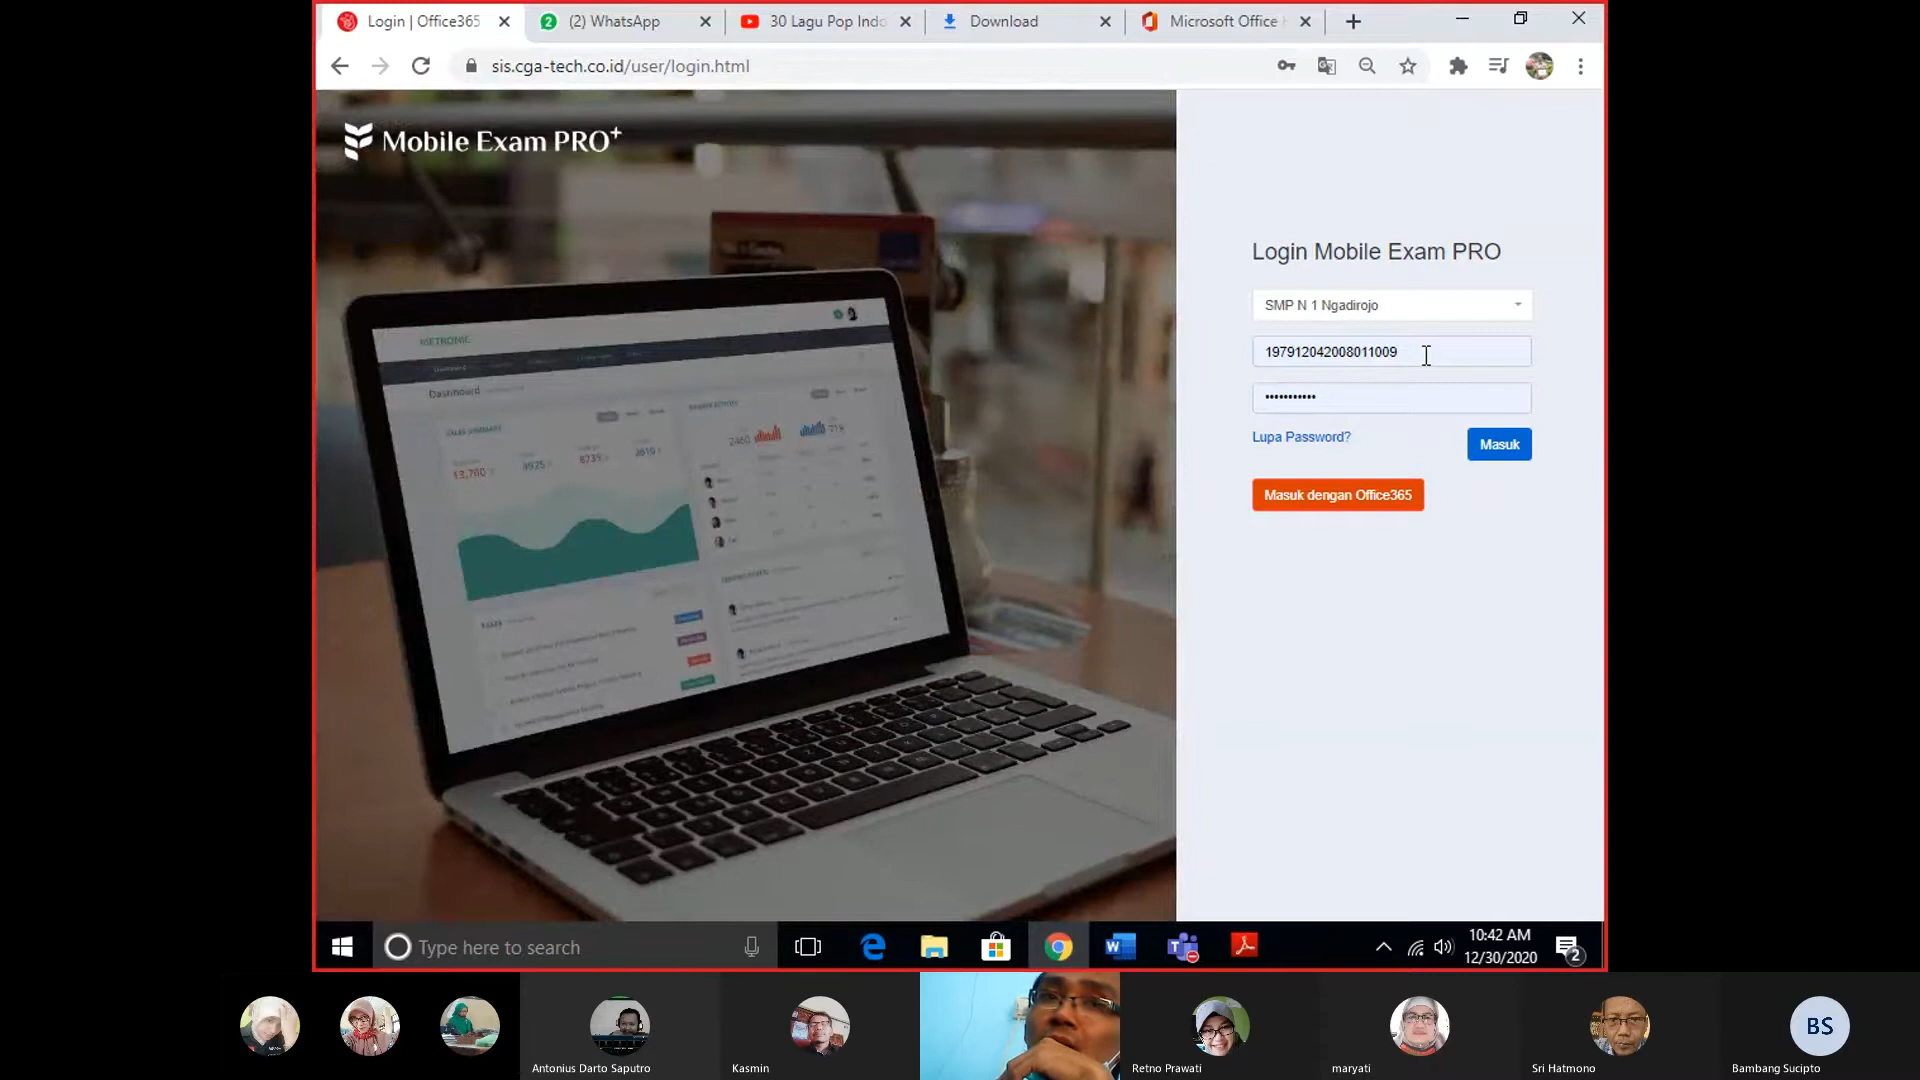 Login | Office365
(2) WhatsApp
30 Lagu Pop Indo
Download
Microsoft Office
sis.cga-tech.co.id/user/login.html
Mobile Exam PRO+
Login Mobile Exam PRO
SMP N 1 Ngadirojo
197912042008011009
•••••••••••
Lupa Password?
Masuk
Masuk dengan Office365
METRONIC
Dashboard
Type here to search
10:42 AM
12/30/2020
2
Antonius Darto Saputro
Kasmin
Retno Prawati
maryati
Sri Hatmono
BS
Bambang Sucipto